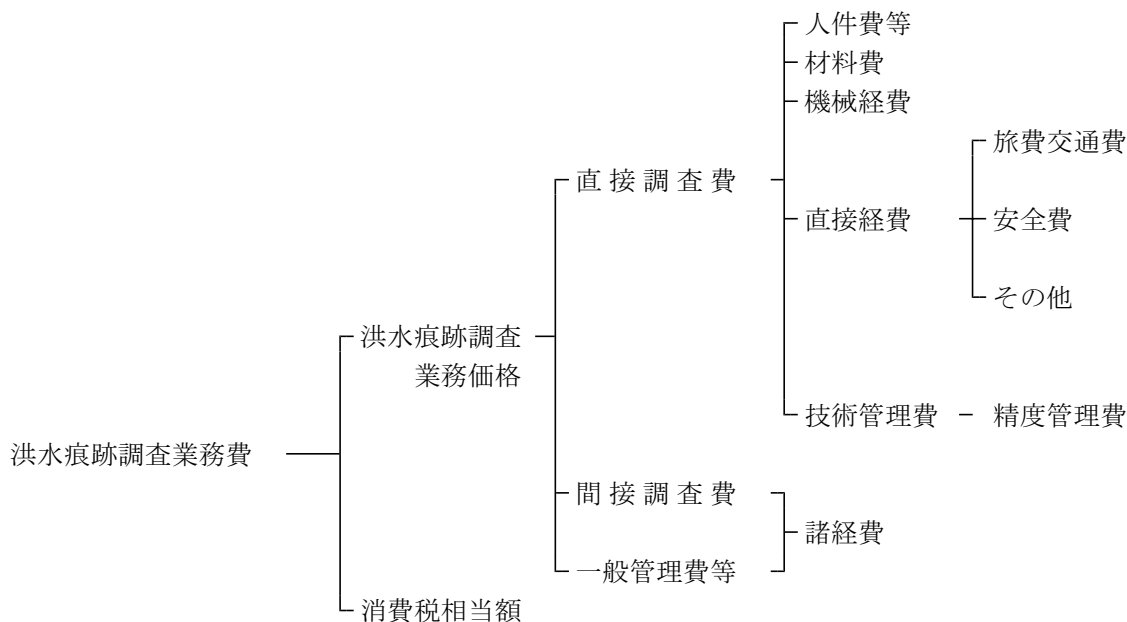 人件費等
材料費
機械経費
旅費交通費
直接調査費
直接経費
安全費
その他
洪水痕跡調査
業務価格
技術管理費
精度管理費
洪水痕跡調査業務費
間接調査費
諸経費
一般管理費等
消費税相当額